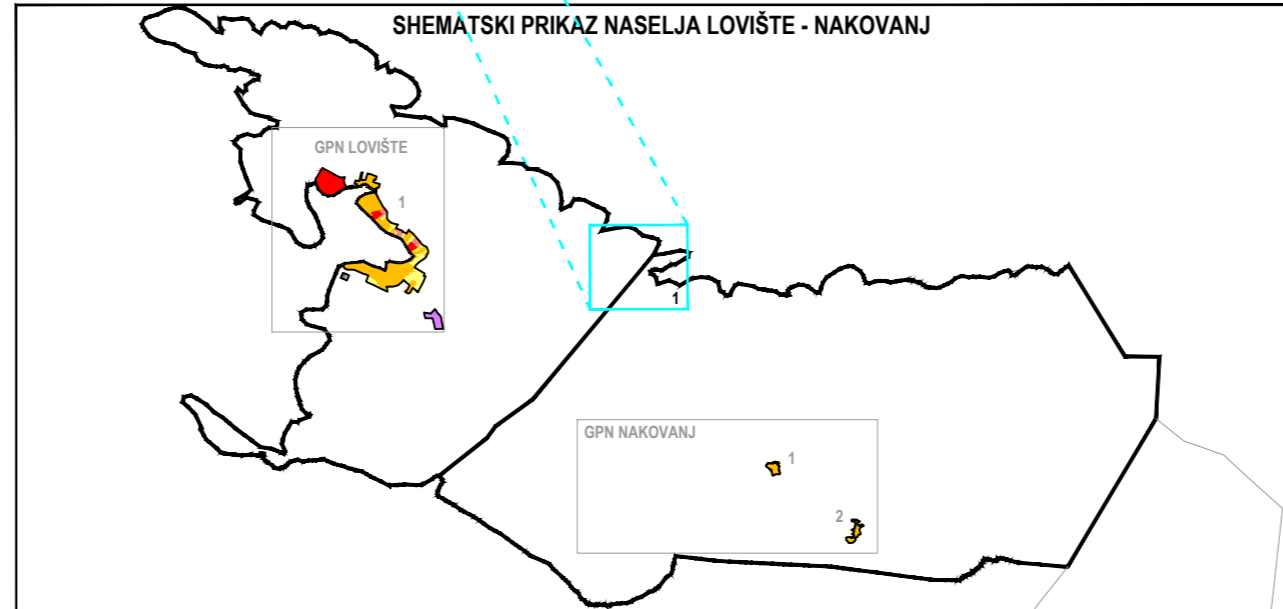 SHEMATSKI PRIKAZ NASELJA LOVIŠTE - NAKOVANJ
GPN LOVIŠTE
1
1
GPN NAKOVANJ
1
2